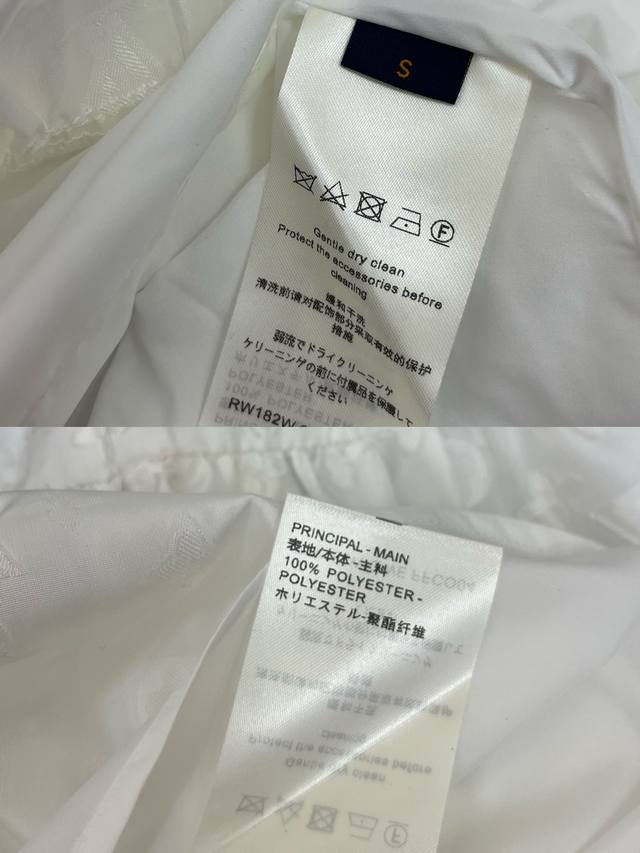 S
Gentle dry clean
Protect the accessories before
cleaning
缓和干洗
清洗前请对配饰部分采取有效的保护
措施
弱流でドライクリーニング
クリーニングの前に付属品を保護して
ください
RW182W
PRINCIPAL - MAIN
表地/本体-主料
100% POLYESTER-
POLYESTER
ポリエステル-聚酯纤维